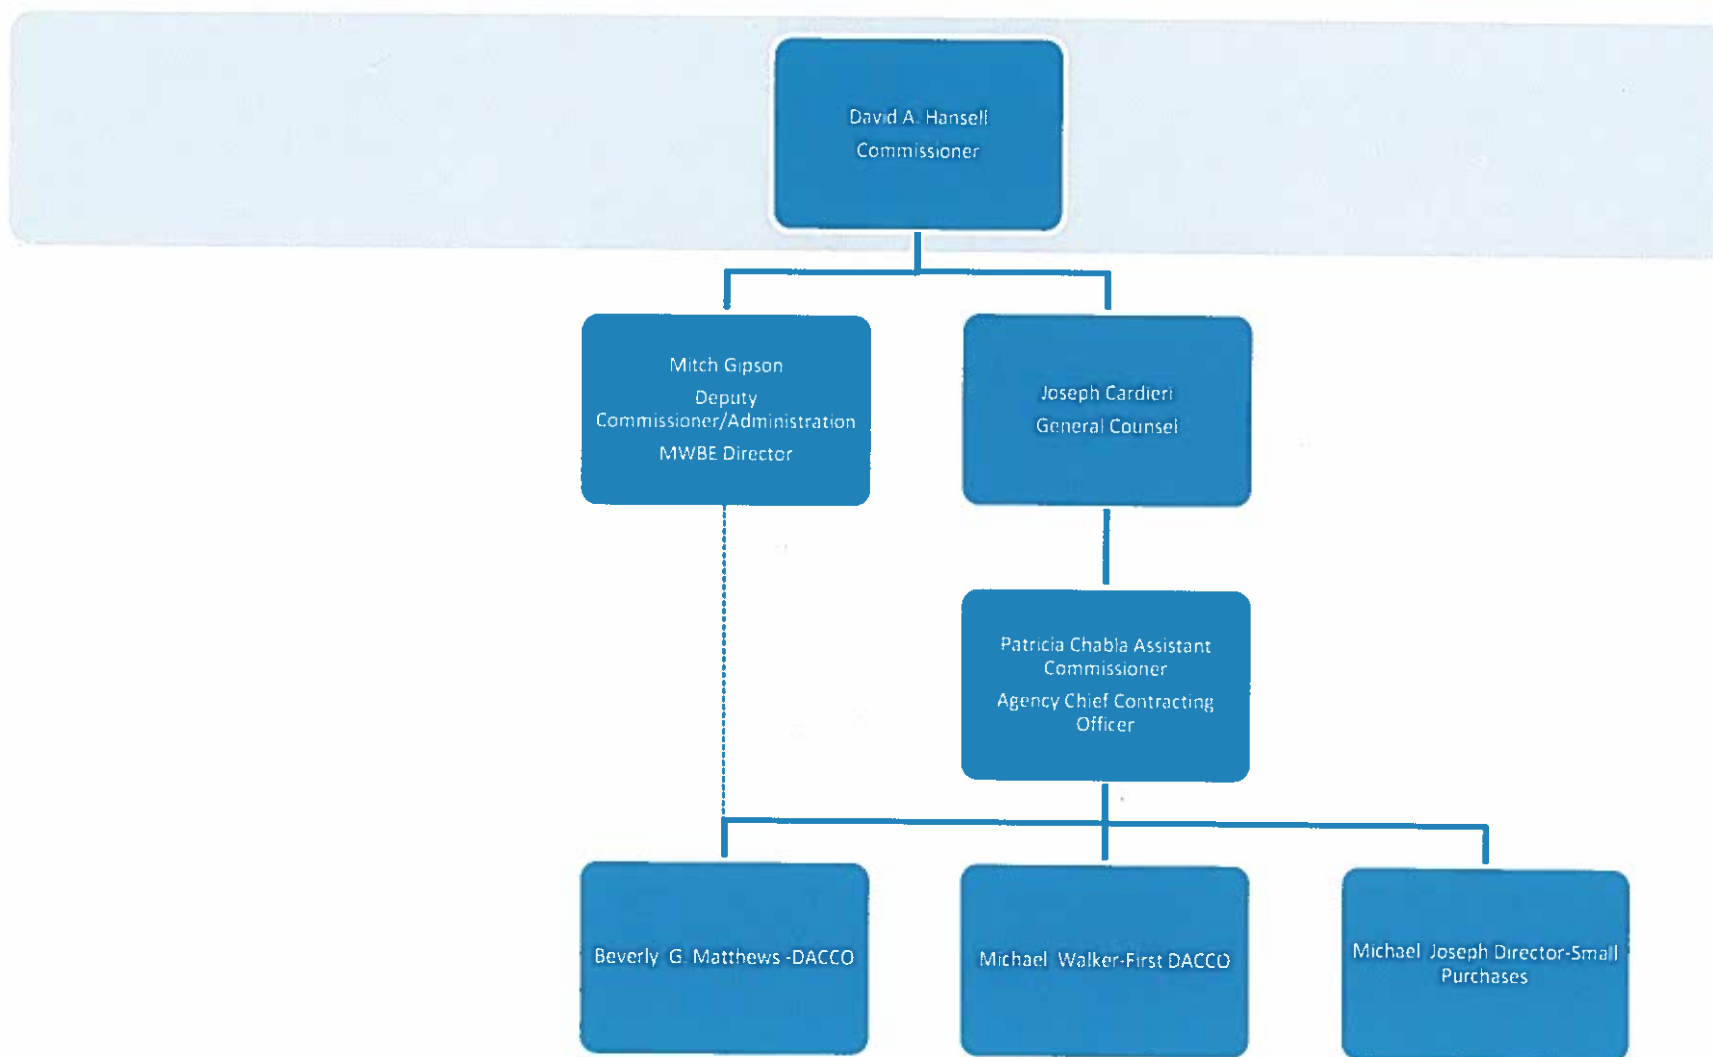 David A. Hansell
Commissioner
Mitch Gipson
Deputy
Commissioner/Administration
MWBE Director
Joseph Cardieri
General Counsel
Patricia Chabla Assistant
Commissioner
Agency Chief Contracting
Officer
Beverly G. Matthews -DACCO
Michael Walker-First DACCO
Michael Joseph Director-Small
Purchases